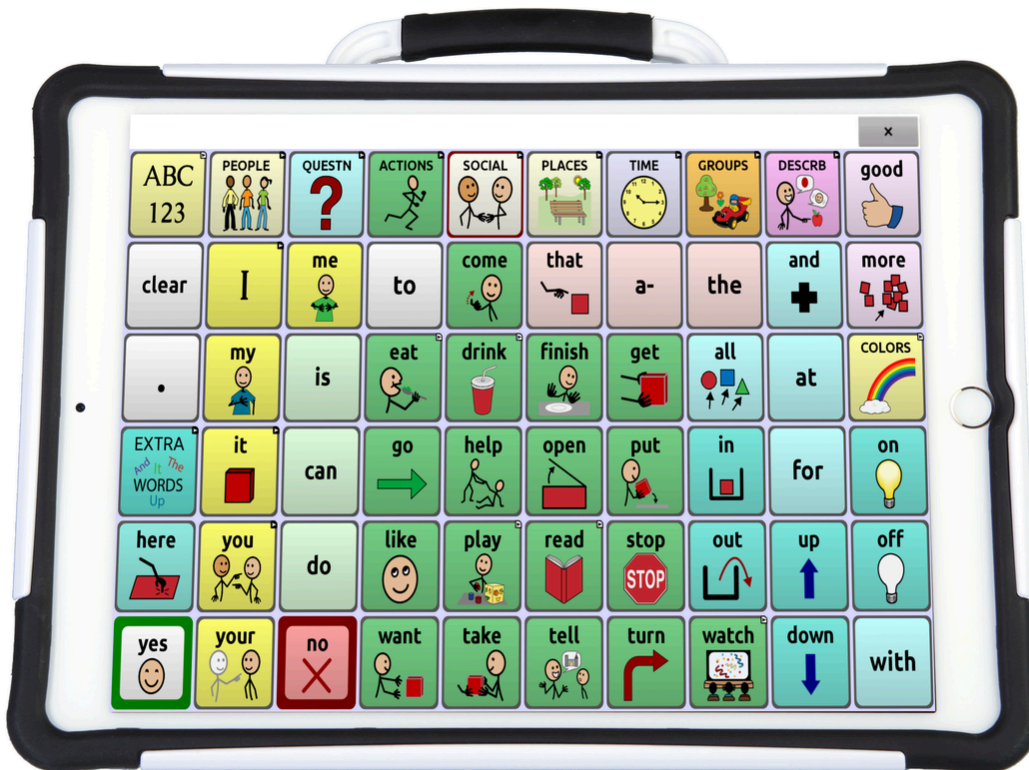 x
ABC
123
PEOPLE
QUESTN
ACTIONS
SOCIAL
PLACES
TIME
GROUPS
DESCRB
good
clear
I
me
to
come
that
a-
the
and
more
.
my
is
eat
drink
finish
get
all
at
COLORS
EXTRA
And It The
WORDS
Up
it
can
go
help
open
put
in
for
on
here
you
do
like
play
read
stop
STOP
out
up
off
yes
your
no
want
take
tell
turn
watch
down
with